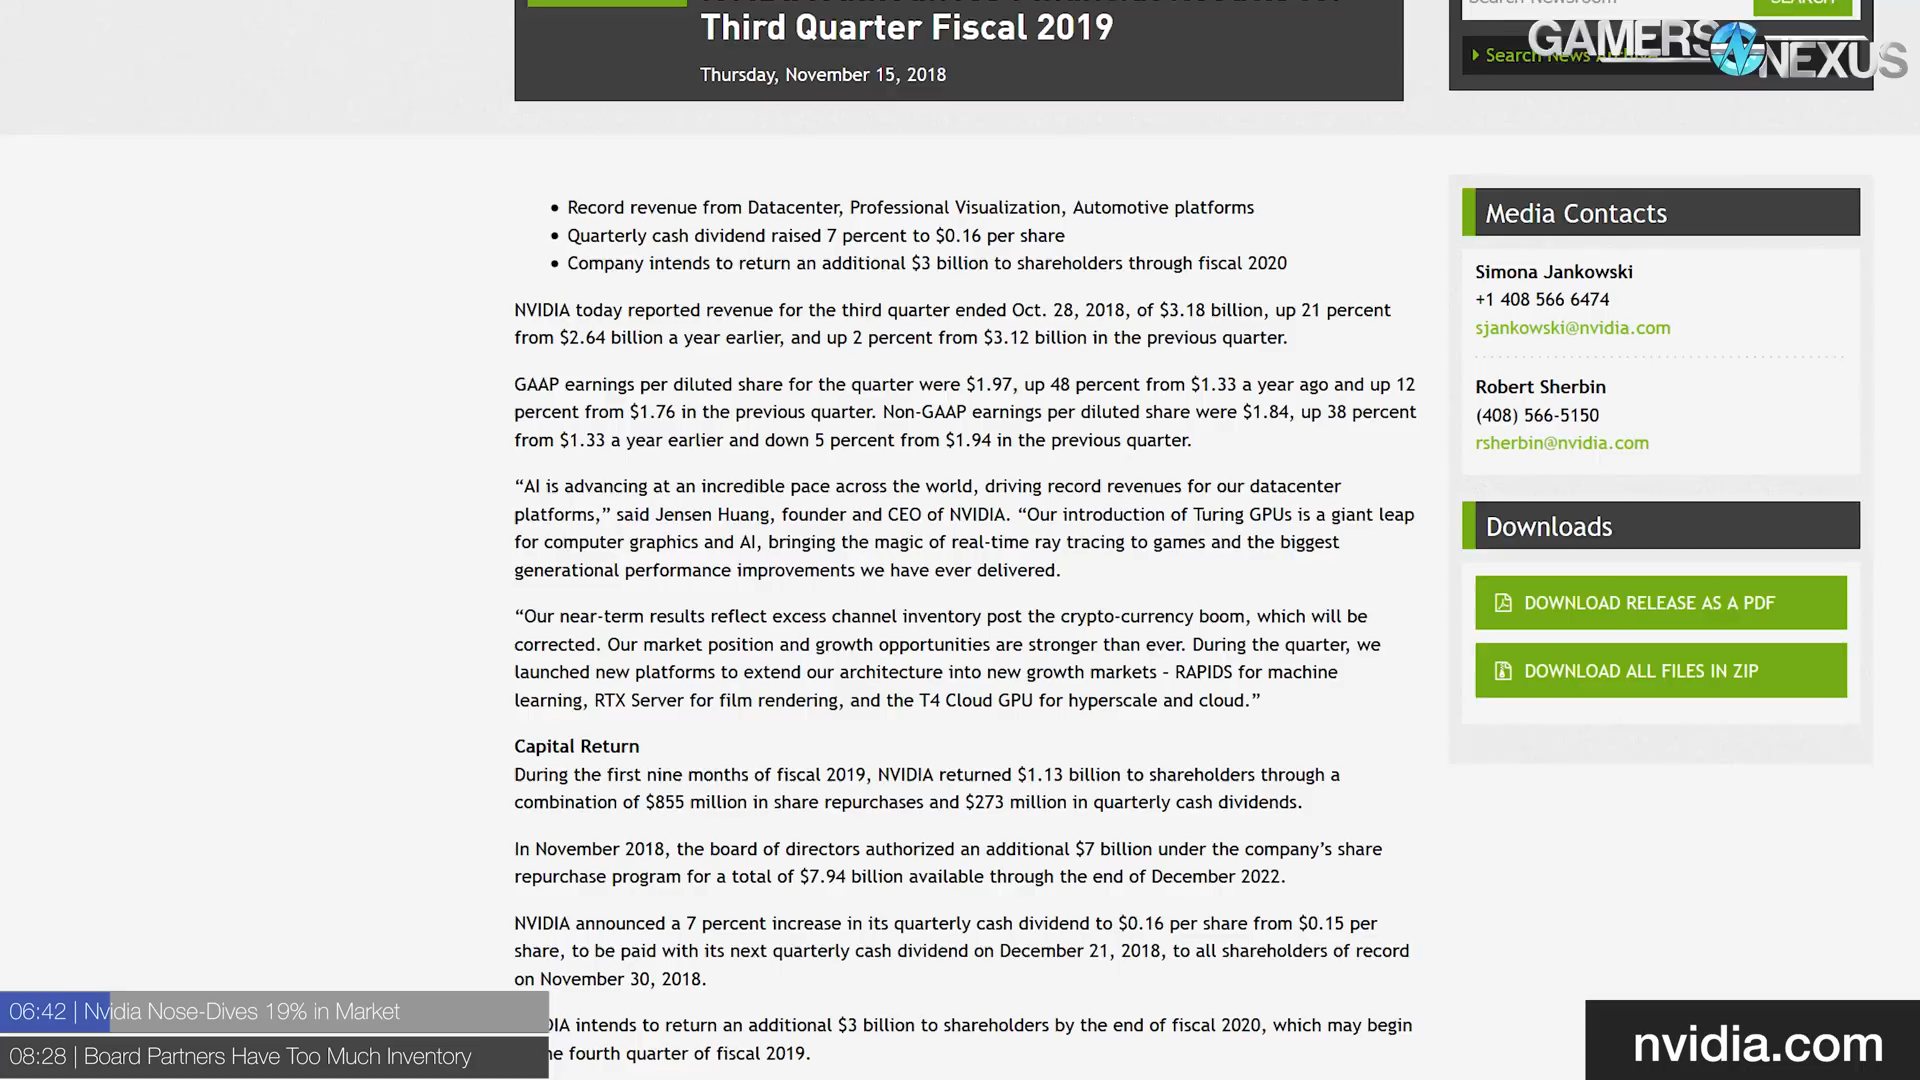 Third Quarter Fiscal 2019
Thursday, November 15, 2018
SEARCH
Search News
GAMERS NEXUS
• Record revenue from Datacenter, Professional Visualization, Automotive platforms
• Quarterly cash dividend raised 7 percent to $0.16 per share
• Company intends to return an additional $3 billion to shareholders through fiscal 2020
NVIDIA today reported revenue for the third quarter ended Oct. 28, 2018, of $3.18 billion, up 21 percent
from $2.64 billion a year earlier, and up 2 percent from $3.12 billion in the previous quarter.
GAAP earnings per diluted share for the quarter were $1.97, up 48 percent from $1.33 a year ago and up 12
percent from $1.76 in the previous quarter. Non-GAAP earnings per diluted share were $1.84, up 38 percent
from $1.33 a year earlier and down 5 percent from $1.94 in the previous quarter.
“AI is advancing at an incredible pace across the world, driving record revenues for our datacenter
platforms,” said Jensen Huang, founder and CEO of NVIDIA. “Our introduction of Turing GPUs is a giant leap
for computer graphics and AI, bringing the magic of real-time ray tracing to games and the biggest
generational performance improvements we have ever delivered.
“Our near-term results reflect excess channel inventory post the crypto-currency boom, which will be
corrected. Our market position and growth opportunities are stronger than ever. During the quarter, we
launched new platforms to extend our architecture into new growth markets – RAPIDS for machine
learning, RTX Server for film rendering, and the T4 Cloud GPU for hyperscale and cloud.”
Capital Return
During the first nine months of fiscal 2019, NVIDIA returned $1.13 billion to shareholders through a
combination of $855 million in share repurchases and $273 million in quarterly cash dividends.
In November 2018, the board of directors authorized an additional $7 billion under the company’s share
repurchase program for a total of $7.94 billion available through the end of December 2022.
NVIDIA announced a 7 percent increase in its quarterly cash dividend to $0.16 per share from $0.15 per
share, to be paid with its next quarterly cash dividend on December 21, 2018, to all shareholders of record
on November 30, 2018.
intends to return an additional $3 billion to shareholders by the end of fiscal 2020, which may begin
fourth quarter of fiscal 2019.
Media Contacts
Simona Jankowski
+1 408 566 6474
sjankowski@nvidia.com
Robert Sherbin
(408) 566-5150
rsherbin@nvidia.com
Downloads
DOWNLOAD RELEASE AS A PDF
DOWNLOAD ALL FILES IN ZIP
06:42 | Nvidia Nose-Dives 19% in Market
08:28 | Board Partners Have Too Much Inventory
nvidia.com